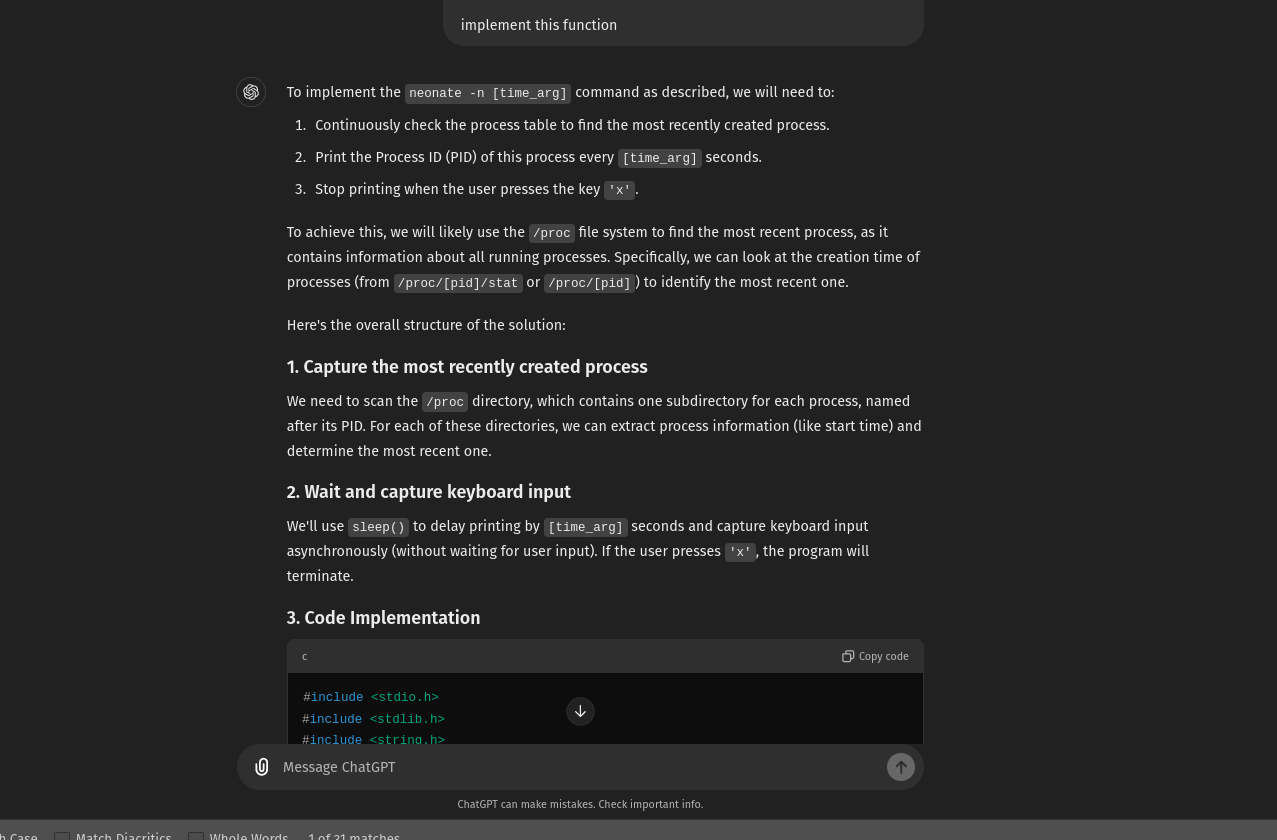 implement this function
To implement the neonate -n [time_arg] command as described, we will need to:
1. Continuously check the process table to find the most recently created process.
2. Print the Process ID (PID) of this process every [time_arg] seconds.
3. Stop printing when the user presses the key 'x'.
To achieve this, we will likely use the /proc file system to find the most recent process, as it
contains information about all running processes. Specifically, we can look at the creation time of
processes (from /proc/[pid]/stat or /proc/[pid]) to identify the most recent one.
Here's the overall structure of the solution:
1. Capture the most recently created process
We need to scan the /proc directory, which contains one subdirectory for each process, named
after its PID. For each of these directories, we can extract process information (like start time) and
determine the most recent one.
2. Wait and capture keyboard input
We'll use sleep() to delay printing by [time_arg] seconds and capture keyboard input
asynchronously (without waiting for user input). If the user presses 'x', the program will
terminate.
3. Code Implementation
c Copy code
#include <stdio.h>
#include <stdlib.h>
#include <string.h>
Message ChatGPT
ChatGPT can make mistakes. Check important info.
h Case Match Diacritics Whole Words 1 of 21 matches